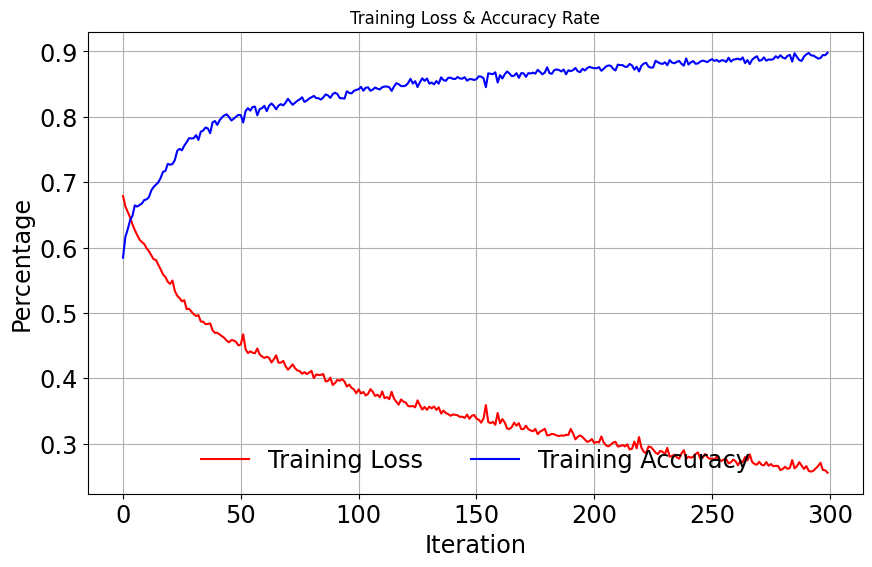 Training Loss & Accuracy Rate
Percentage
0.9
0.8
0.7
0.6
0.5
0.4
0.3
Training Loss
Training Accuracy
0
50
100
150
200
250
300
Iteration